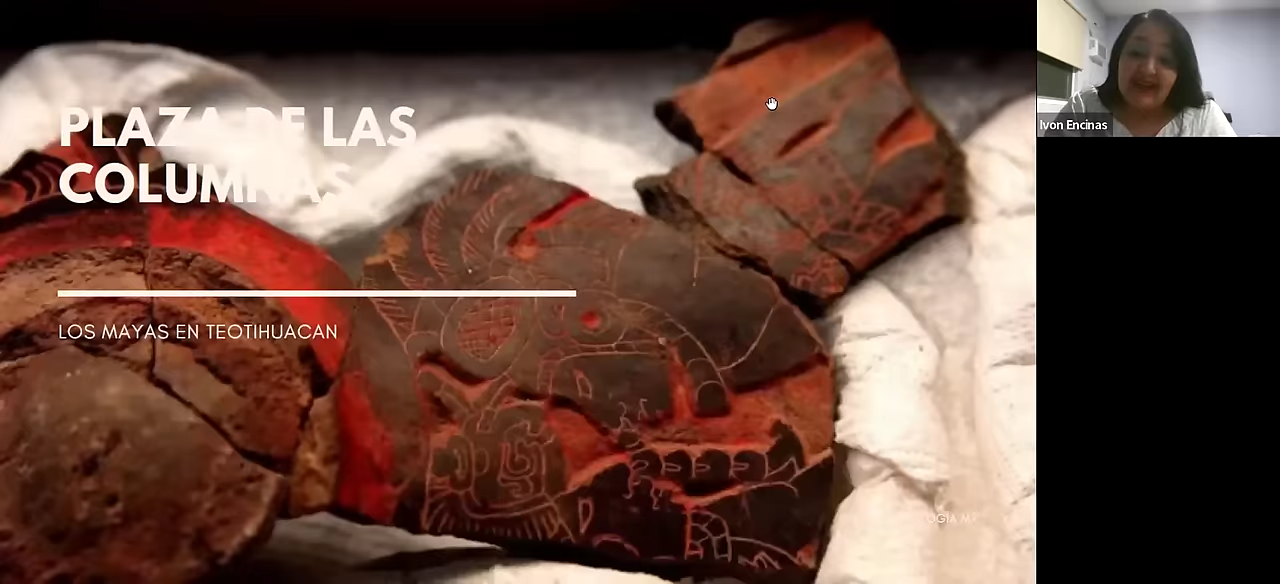 PLAZA DE LAS
COLUMNAS
LOS MAYAS EN TEOTIHUACAN
Ivon Encinas